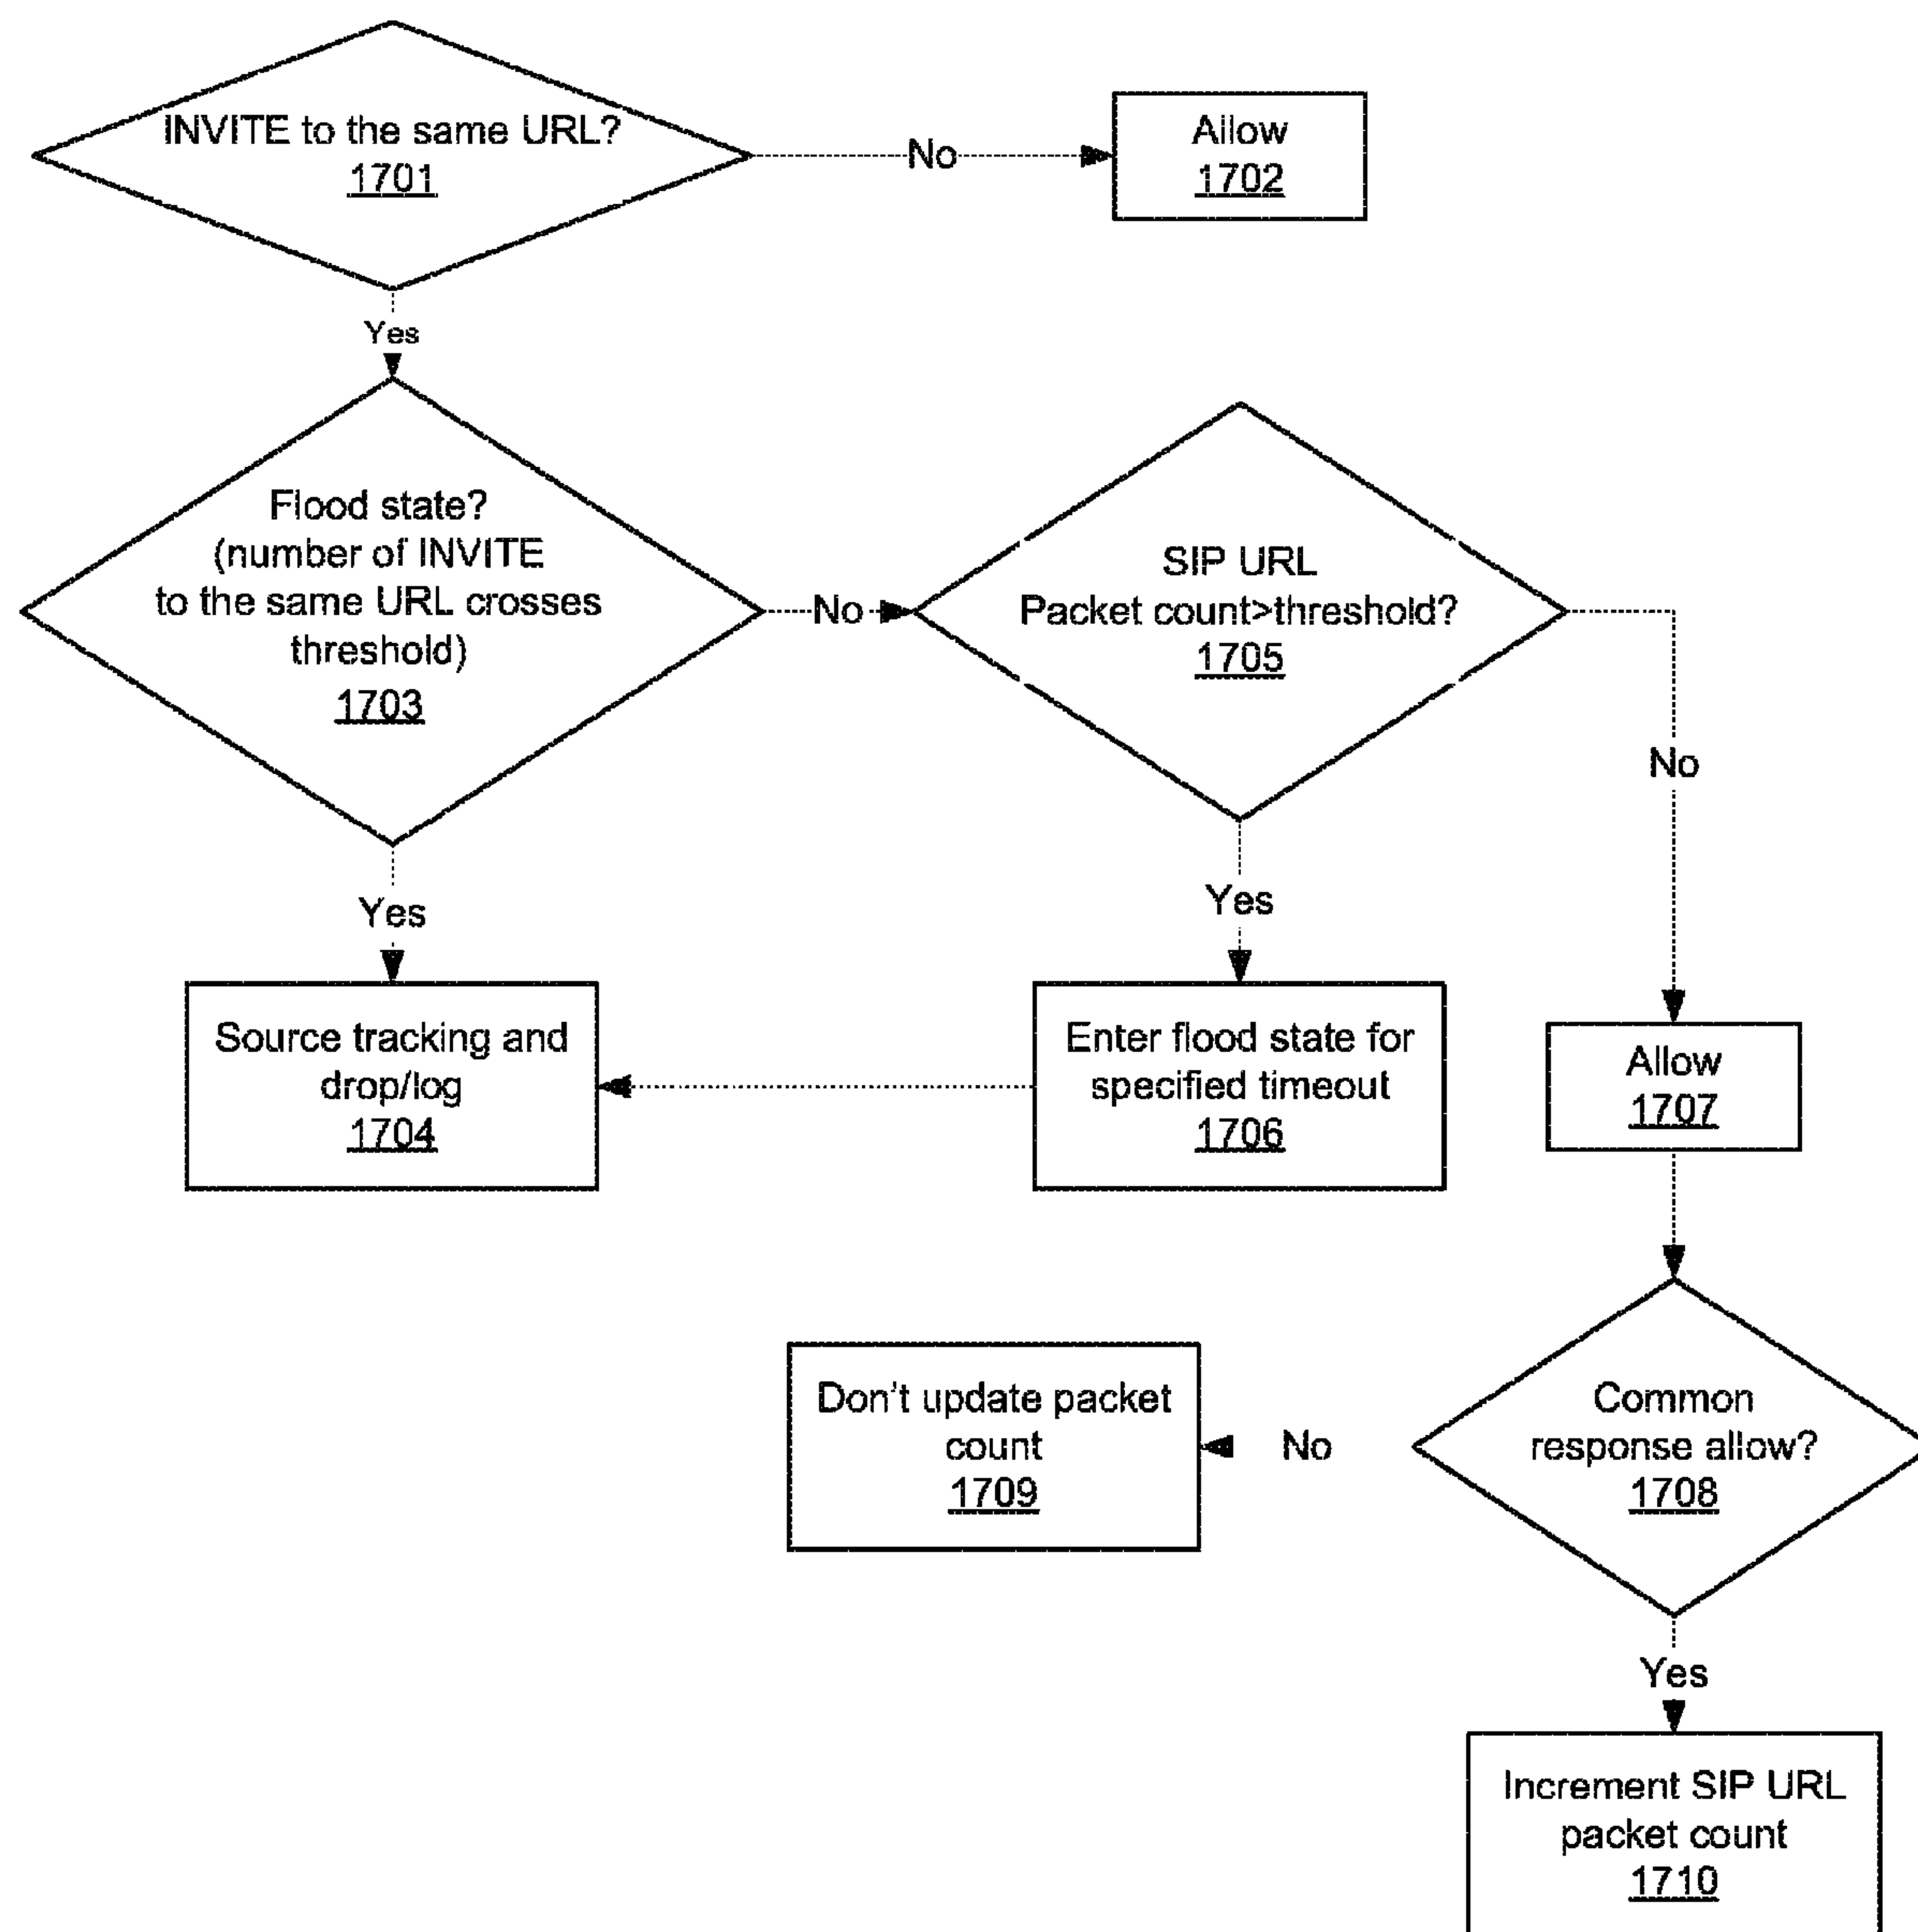 INVITE to the same URL?
1701
No
Allow
1702
Yes
Flood state?
(number of INVITE
to the same URL crosses
threshold)
1703
No
SIP URL
Packet count>threshold?
1705
No
Yes
Source tracking and
drop/log
1704
Yes
Enter flood state for
specified timeout
1706
Allow
1707
Don't update packet
count
1709
No
Common
response allow?
1708
Yes
Increment SIP URL
packet count
1710